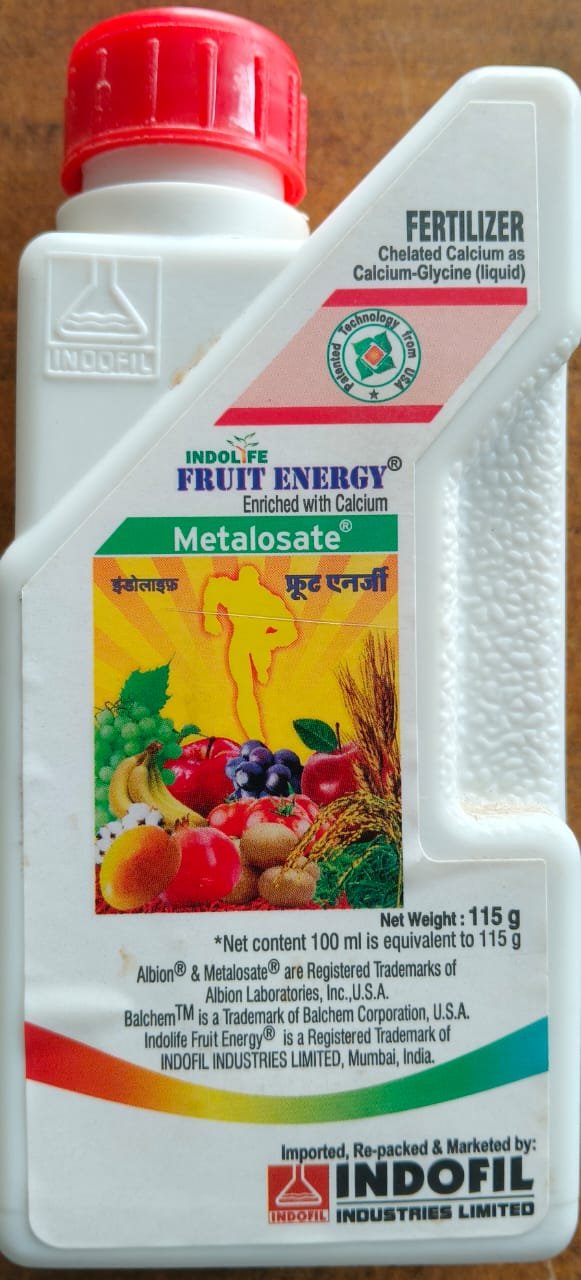 FERTILIZER
Chelated Calcium as
Calcium-Glycine (liquid)
Patented Technology from USA
INDOFIL
INDOLIFE
FRUIT ENERGY®
Enriched with Calcium
Metalosate®
इंडोलाइफ़ फ्रूट एनर्जी
Net Weight : 115 g
*Net content 100 ml is equivalent to 115 g
Albion® & Metalosate® are Registered Trademarks of
Albion Laboratories, Inc.,U.S.A.
Balchem™ is a Trademark of Balchem Corporation, U.S.A.
Indolife Fruit Energy® is a Registered Trademark of
INDOFIL INDUSTRIES LIMITED, Mumbai, India.
Imported, Re-packed & Marketed by:
INDOFIL INDOFIL
INDUSTRIES LIMITED